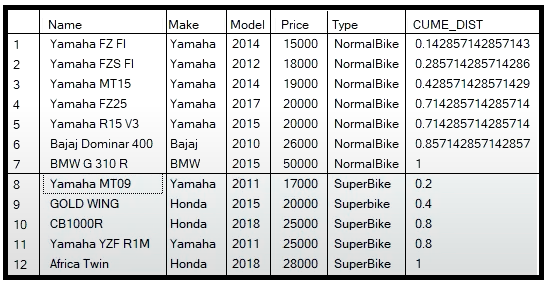 Name Make Model Price Type CUME_DIST
1 Yamaha FZ FI Yamaha 2014 15000 NormalBike 0.142857142857143
2 Yamaha FZS FI Yamaha 2012 18000 NormalBike 0.285714285714286
3 Yamaha MT15 Yamaha 2014 19000 NormalBike 0.428571428571429
4 Yamaha FZ25 Yamaha 2017 20000 NormalBike 0.714285714285714
5 Yamaha R15 V3 Yamaha 2015 20000 NormalBike 0.714285714285714
6 Bajaj Dominar 400 Bajaj 2010 26000 NormalBike 0.857142857142857
7 BMW G 310 R BMW 2015 50000 NormalBike 1
8 Yamaha MT09 Yamaha 2011 17000 SuperBike 0.2
9 GOLD WING Honda 2015 20000 Superbike 0.4
10 CB1000R Honda 2018 25000 SuperBike 0.8
11 Yamaha YZF R1M Yamaha 2011 25000 SuperBike 0.8
12 Africa Twin Honda 2018 28000 SuperBike 1